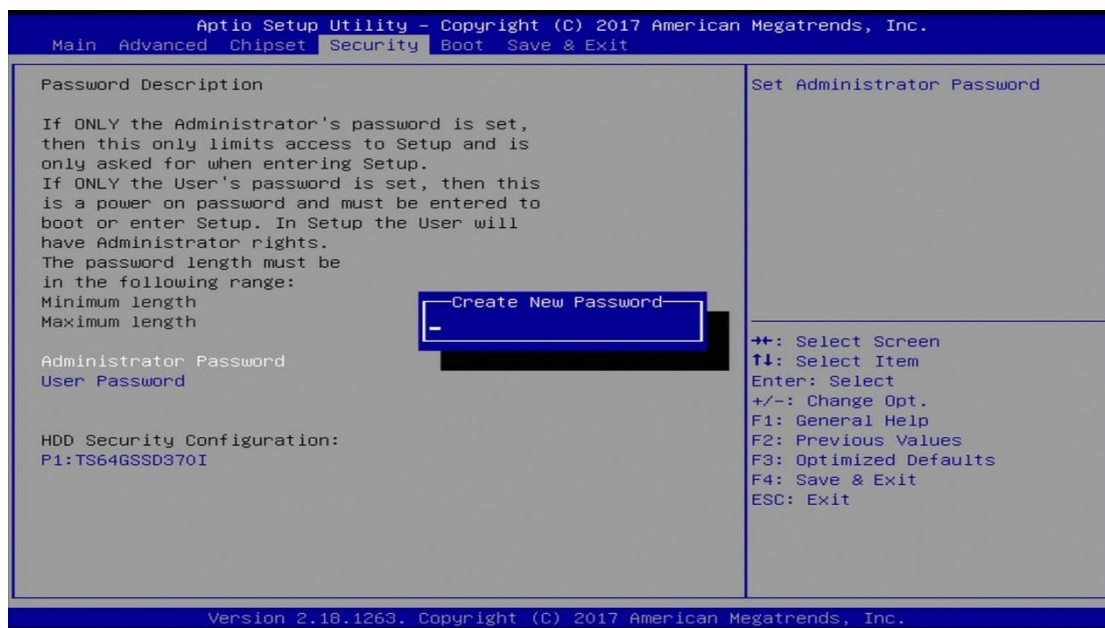 Aptio Setup Utility – Copyright (C) 2017 American Megatrends, Inc.
Main Advanced Chipset Security Boot Save & Exit
Password Description
If ONLY the Administrator's password is set,
then this only limits access to Setup and is
only asked for when entering Setup.
If ONLY the User's password is set, then this
is a power on password and must be entered to
boot or enter Setup. In Setup the User will
have Administrator rights.
The password length must be
in the following range:
Minimum length
Maximum length
Administrator Password
User Password
HDD Security Configuration:
P1:TS64GSSD370I
Create New Password
Set Administrator Password
→←: Select Screen
↑↓: Select Item
Enter: Select
+/-: Change Opt.
F1: General Help
F2: Previous Values
F3: Optimized Defaults
F4: Save & Exit
ESC: Exit
Version 2.18.1263. Copyright (C) 2017 American Megatrends, Inc.